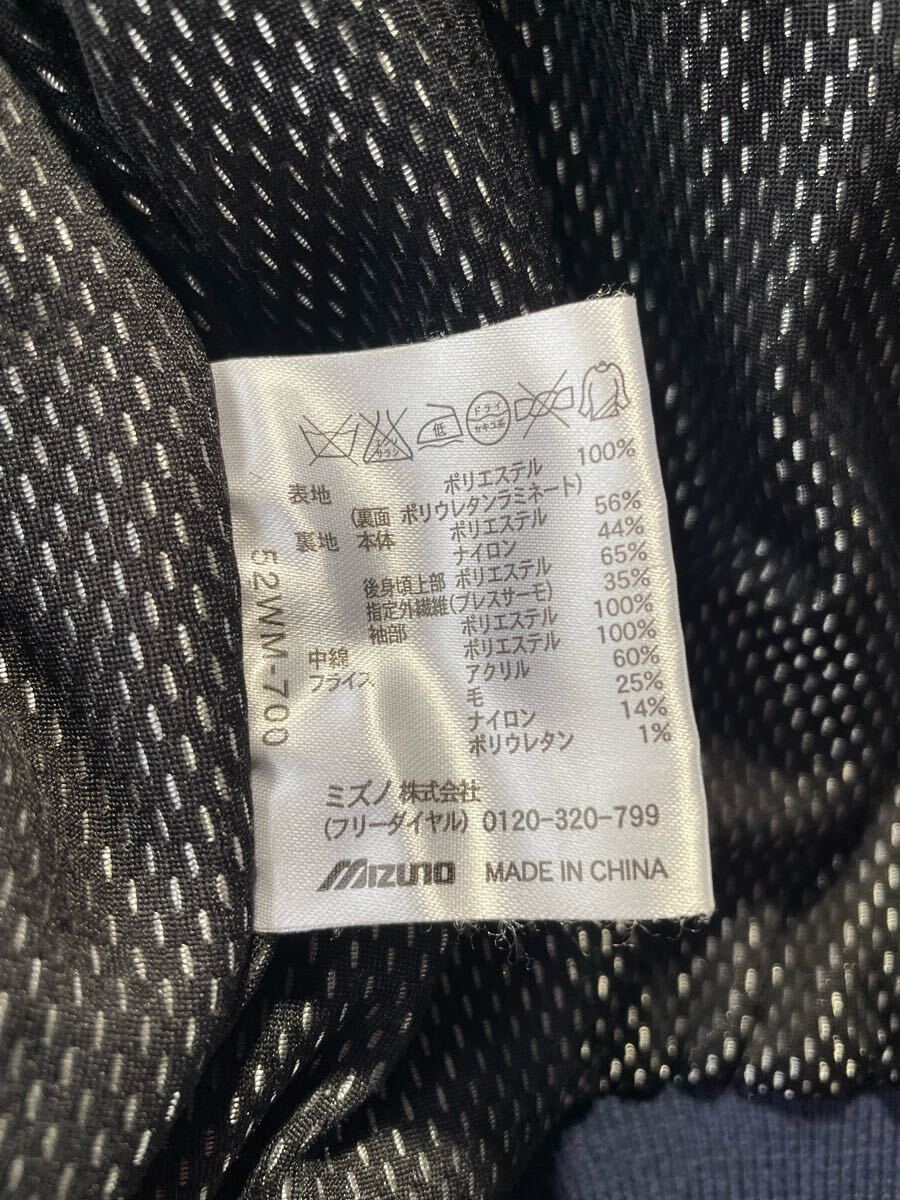 エンソ サラシ 低 ドライ セキユ系
表地 ポリエステル 100%
(裏面 ポリウレタンラミネート)
裏地 本体 ポリエステル 56%
ナイロン 44%
後身頃上部 ポリエステル 65%
指定外繊維(ブレスサーモ) 35%
袖部 ポリエステル 100%
中綿 ポリエステル 100%
フライス アクリル 60%
毛 25%
ナイロン 14%
ポリウレタン 1%
ミズノ 株式会社
(フリーダイヤル) 0120-320-799
MIZUNO MADE IN CHINA
52WM-700